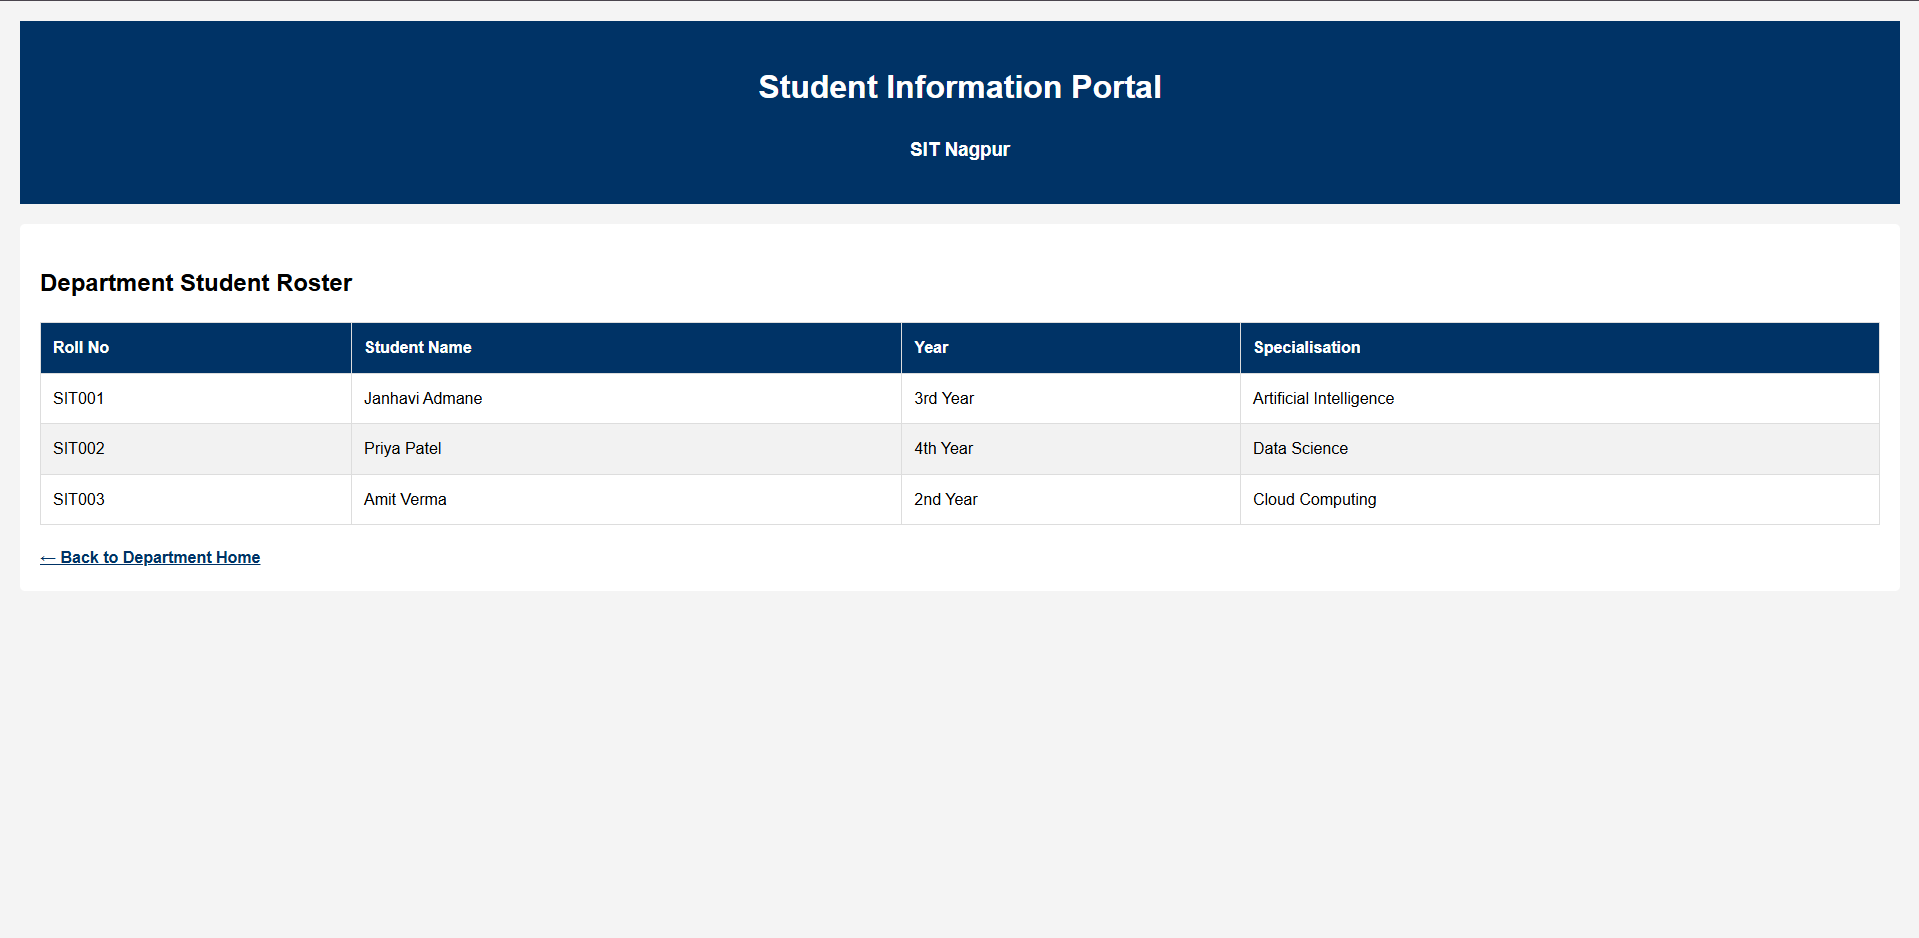 Student Information Portal
SIT Nagpur
Department Student Roster
Roll No Student Name Year Specialisation
SIT001 Janhavi Admane 3rd Year Artificial Intelligence
SIT002 Priya Patel 4th Year Data Science
SIT003 Amit Verma 2nd Year Cloud Computing
← Back to Department Home